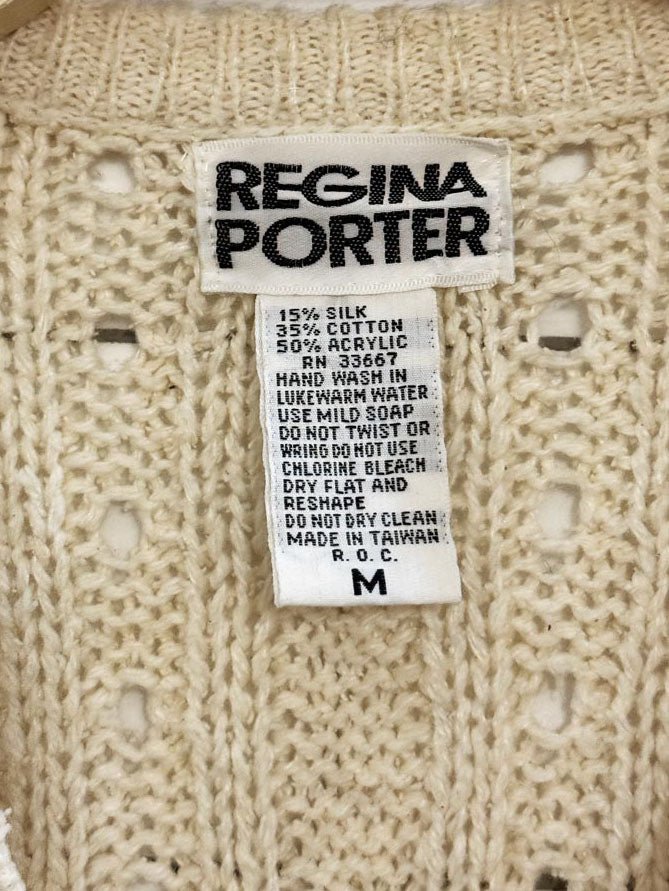 REGINA
PORTER
15% SILK
35% COTTON
50% ACRYLIC
RN 33667
HAND WASH IN
LUKEWARM WATER
USE MILD SOAP
DO NOT TWIST OR
WRING DO NOT USE
CHLORINE BLEACH
DRY FLAT AND
RESHAPE
DO NOT DRY CLEAN
MADE IN TAIWAN
R. O. C.
M